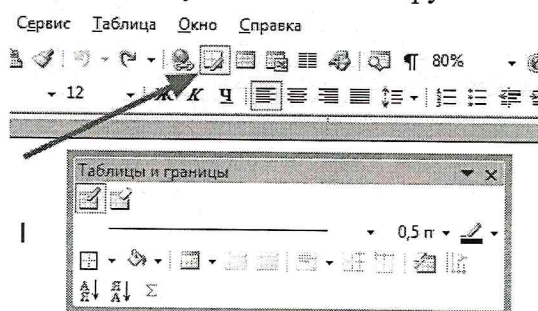 Сервис Таблица Окно Справка
¶ 80%
12 Ж К Ч
Таблицы и границы
0,5 п
А Я Я А Σ